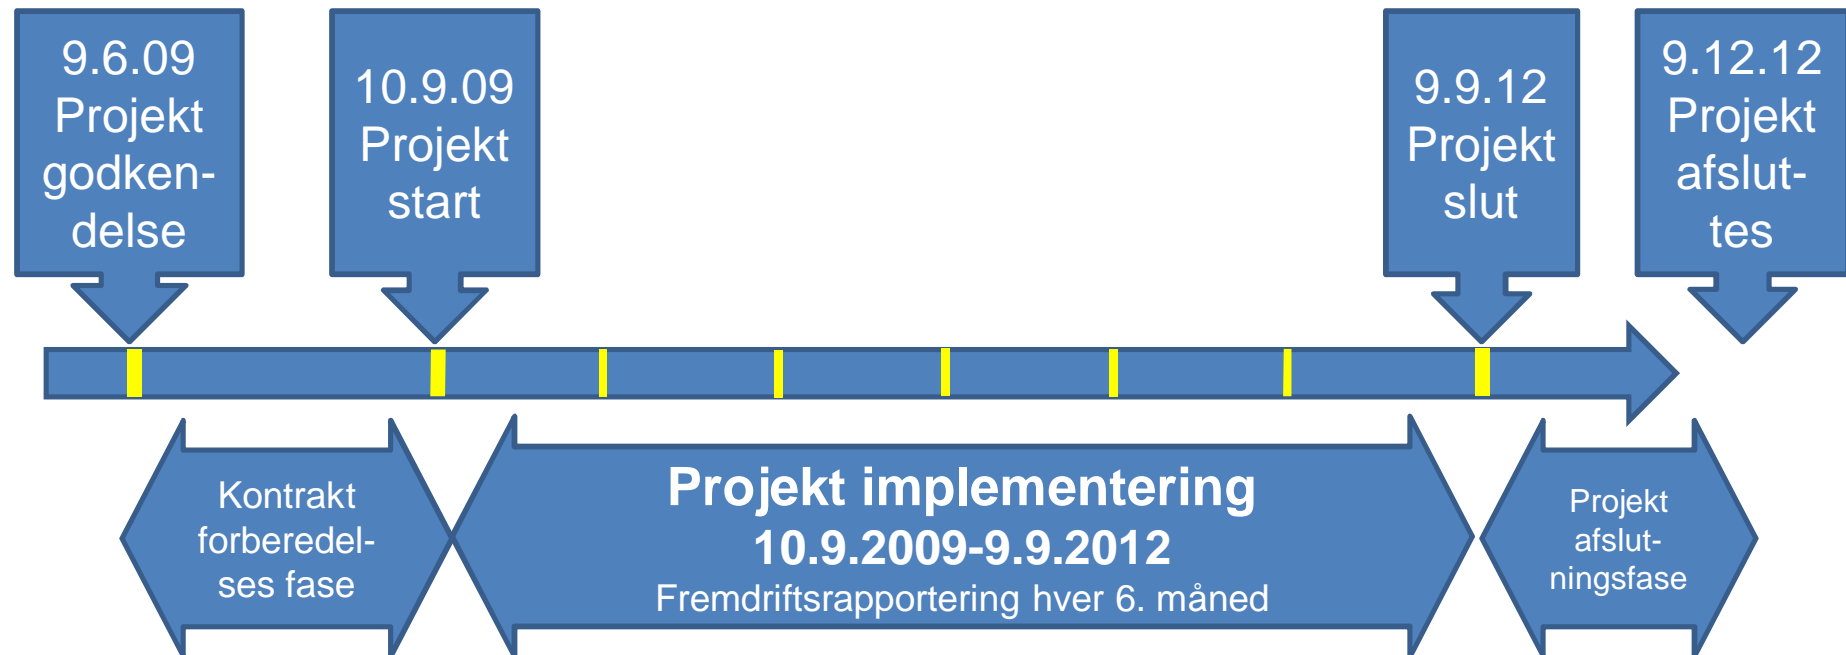 9.6.09
Projekt
godken-
delse
10.9.09
Projekt
start
9.9.12
Projekt
slut
9.12.12
Projekt
afslut-
tes
Kontrakt
forberedel-
ses fase
Projekt implementering
10.9.2009-9.9.2012
Fremdriftsrapportering hver 6. måned
Projekt
afslut-
ningsfase